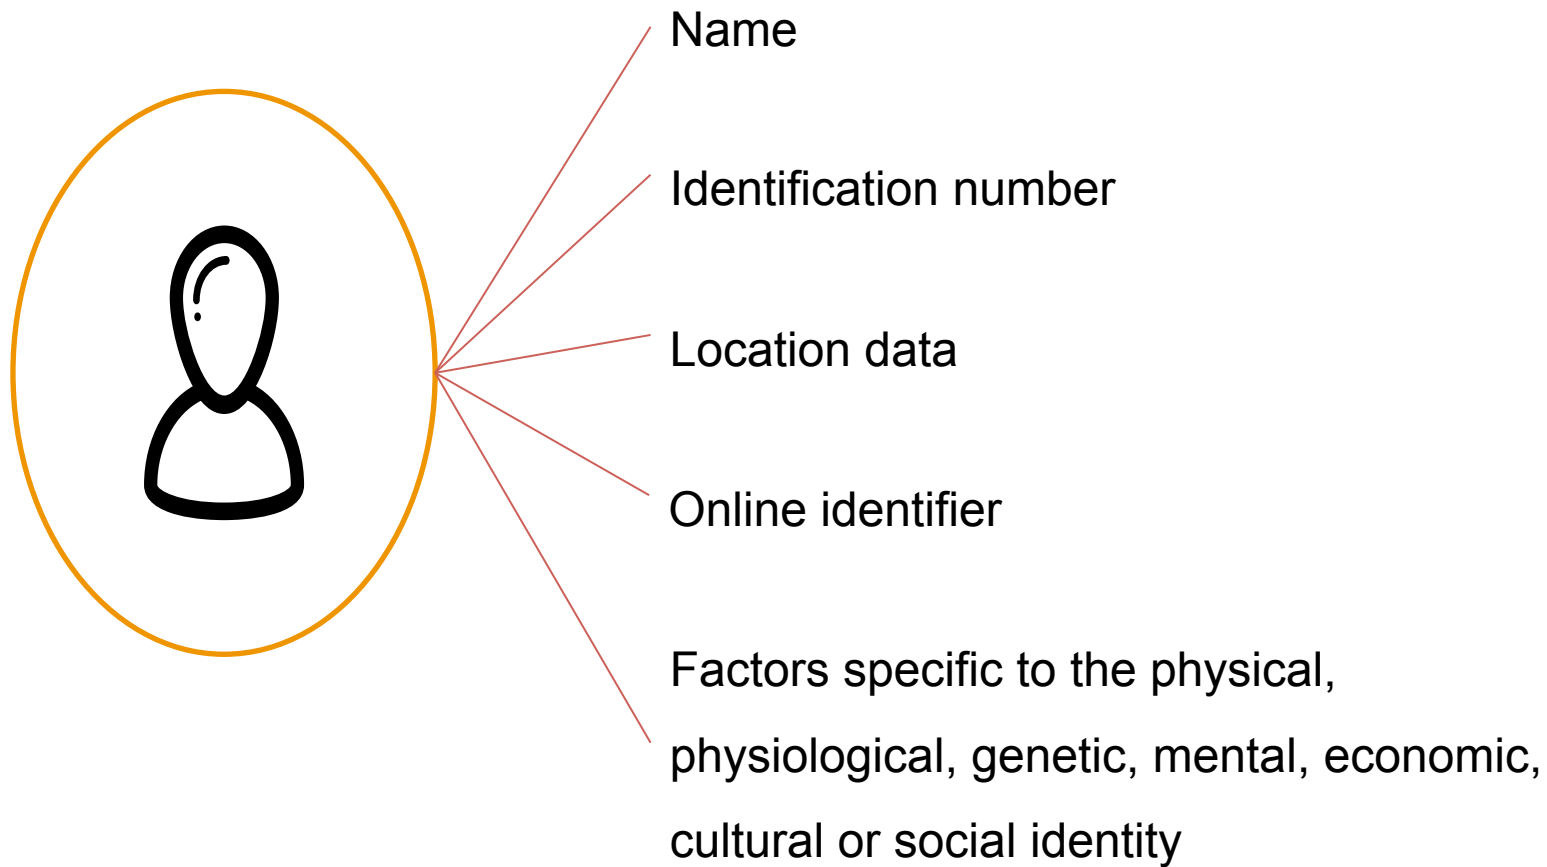 Name
Identification number
Location data
Online identifier
Factors specific to the physical,
physiological, genetic, mental, economic,
cultural or social identity